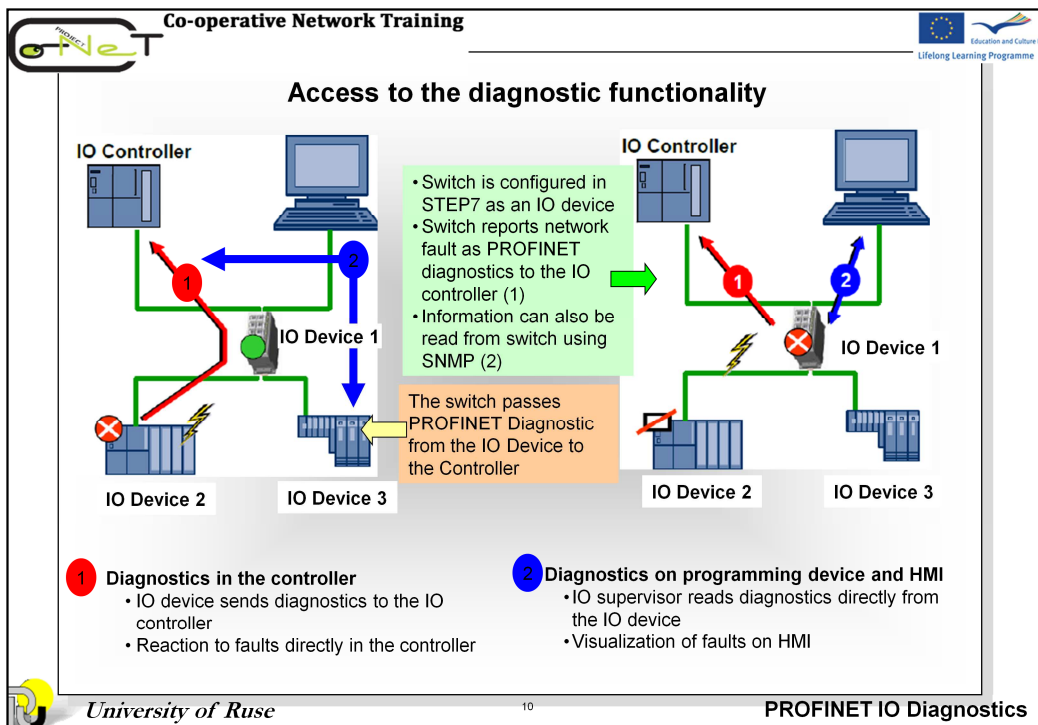 Co-operative Network Training
PROJECT
Co-NeT
Education and Culture
Lifelong Learning Programme
Access to the diagnostic functionality
IO Controller
1
2
IO Device 1
IO Device 2
IO Device 3
• Switch is configured in
STEP7 as an IO device
• Switch reports network
fault as PROFINET
diagnostics to the IO
controller (1)
• Information can also be
read from switch using
SNMP (2)
The switch passes
PROFINET Diagnostic
from the IO Device to
the Controller
IO Controller
1
2
IO Device 1
IO Device 2
IO Device 3
1 Diagnostics in the controller
• IO device sends diagnostics to the IO
controller
• Reaction to faults directly in the controller
2 Diagnostics on programming device and HMI
• IO supervisor reads diagnostics directly from
the IO device
• Visualization of faults on HMI
University of Ruse
10
PROFINET IO Diagnostics